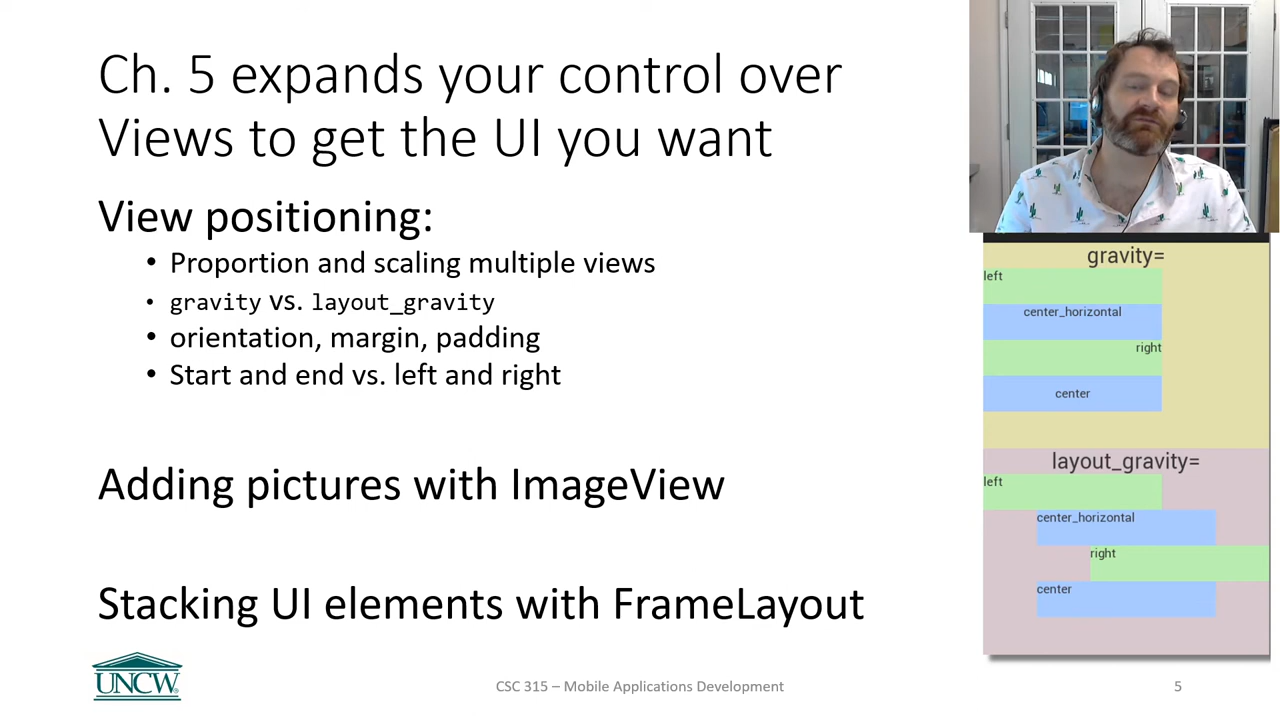 Ch. 5 expands your control over
Views to get the UI you want
View positioning:
• Proportion and scaling multiple views
• gravity vs. layout_gravity
• orientation, margin, padding
• Start and end vs. left and right
Adding pictures with ImageView
Stacking UI elements with FrameLayout
gravity=
left
center_horizontal
right
center
layout_gravity=
left
center_horizontal
right
center
UNCW
CSC 315 – Mobile Applications Development
5